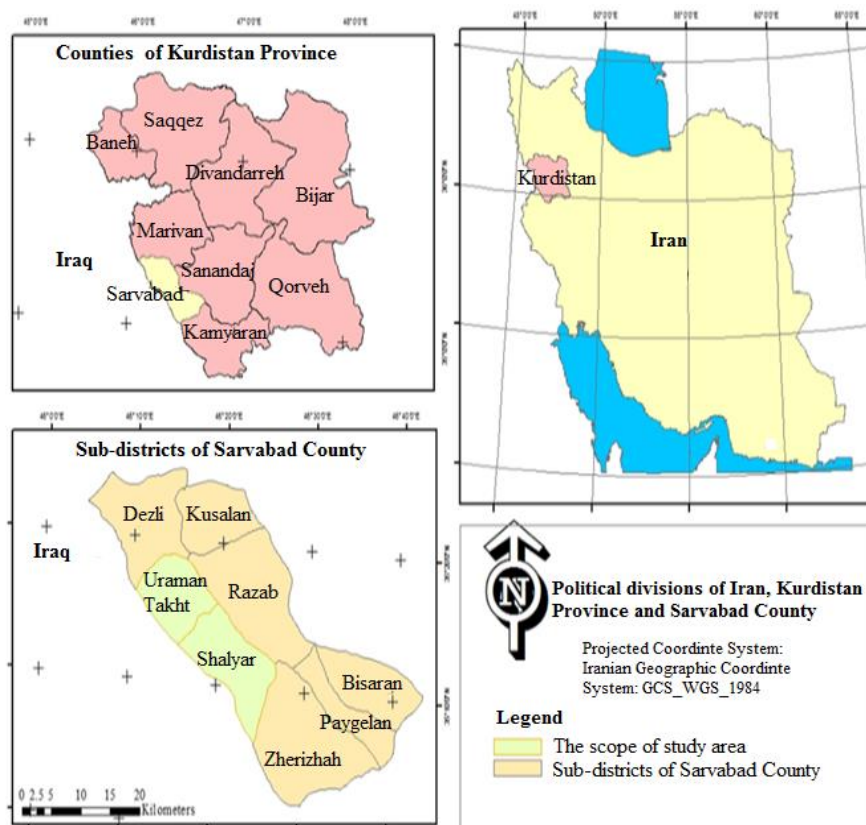 Counties of Kurdistan Province
Saqqez
Baneh
Divandarreh
Bijar
Marivan
Iraq
Sanandaj
Sarvabad
Qorveh
Kamyaran
Kurdistan
Iran
Sub-districts of Sarvabad County
Dezli
Kusalan
Iraq
Uraman
Takht
Razab
Shalyar
Bisaran
Paygelan
Zherizhah
0 2.5 5 10 15 20
Kilometers
N
Political divisions of Iran, Kurdistan
Province and Sarvabad County
Projected Coordinte System:
Iranian Geographic Coordinte
System: GCS_WGS_1984
Legend
The scope of study area
Sub-districts of Sarvabad County